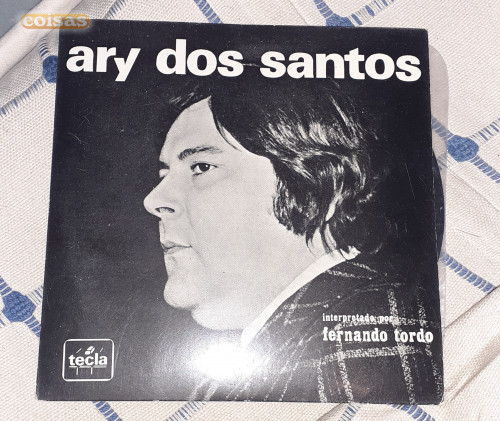 coisas
ary dos santos
interpretado por
fernando tordo
tecla